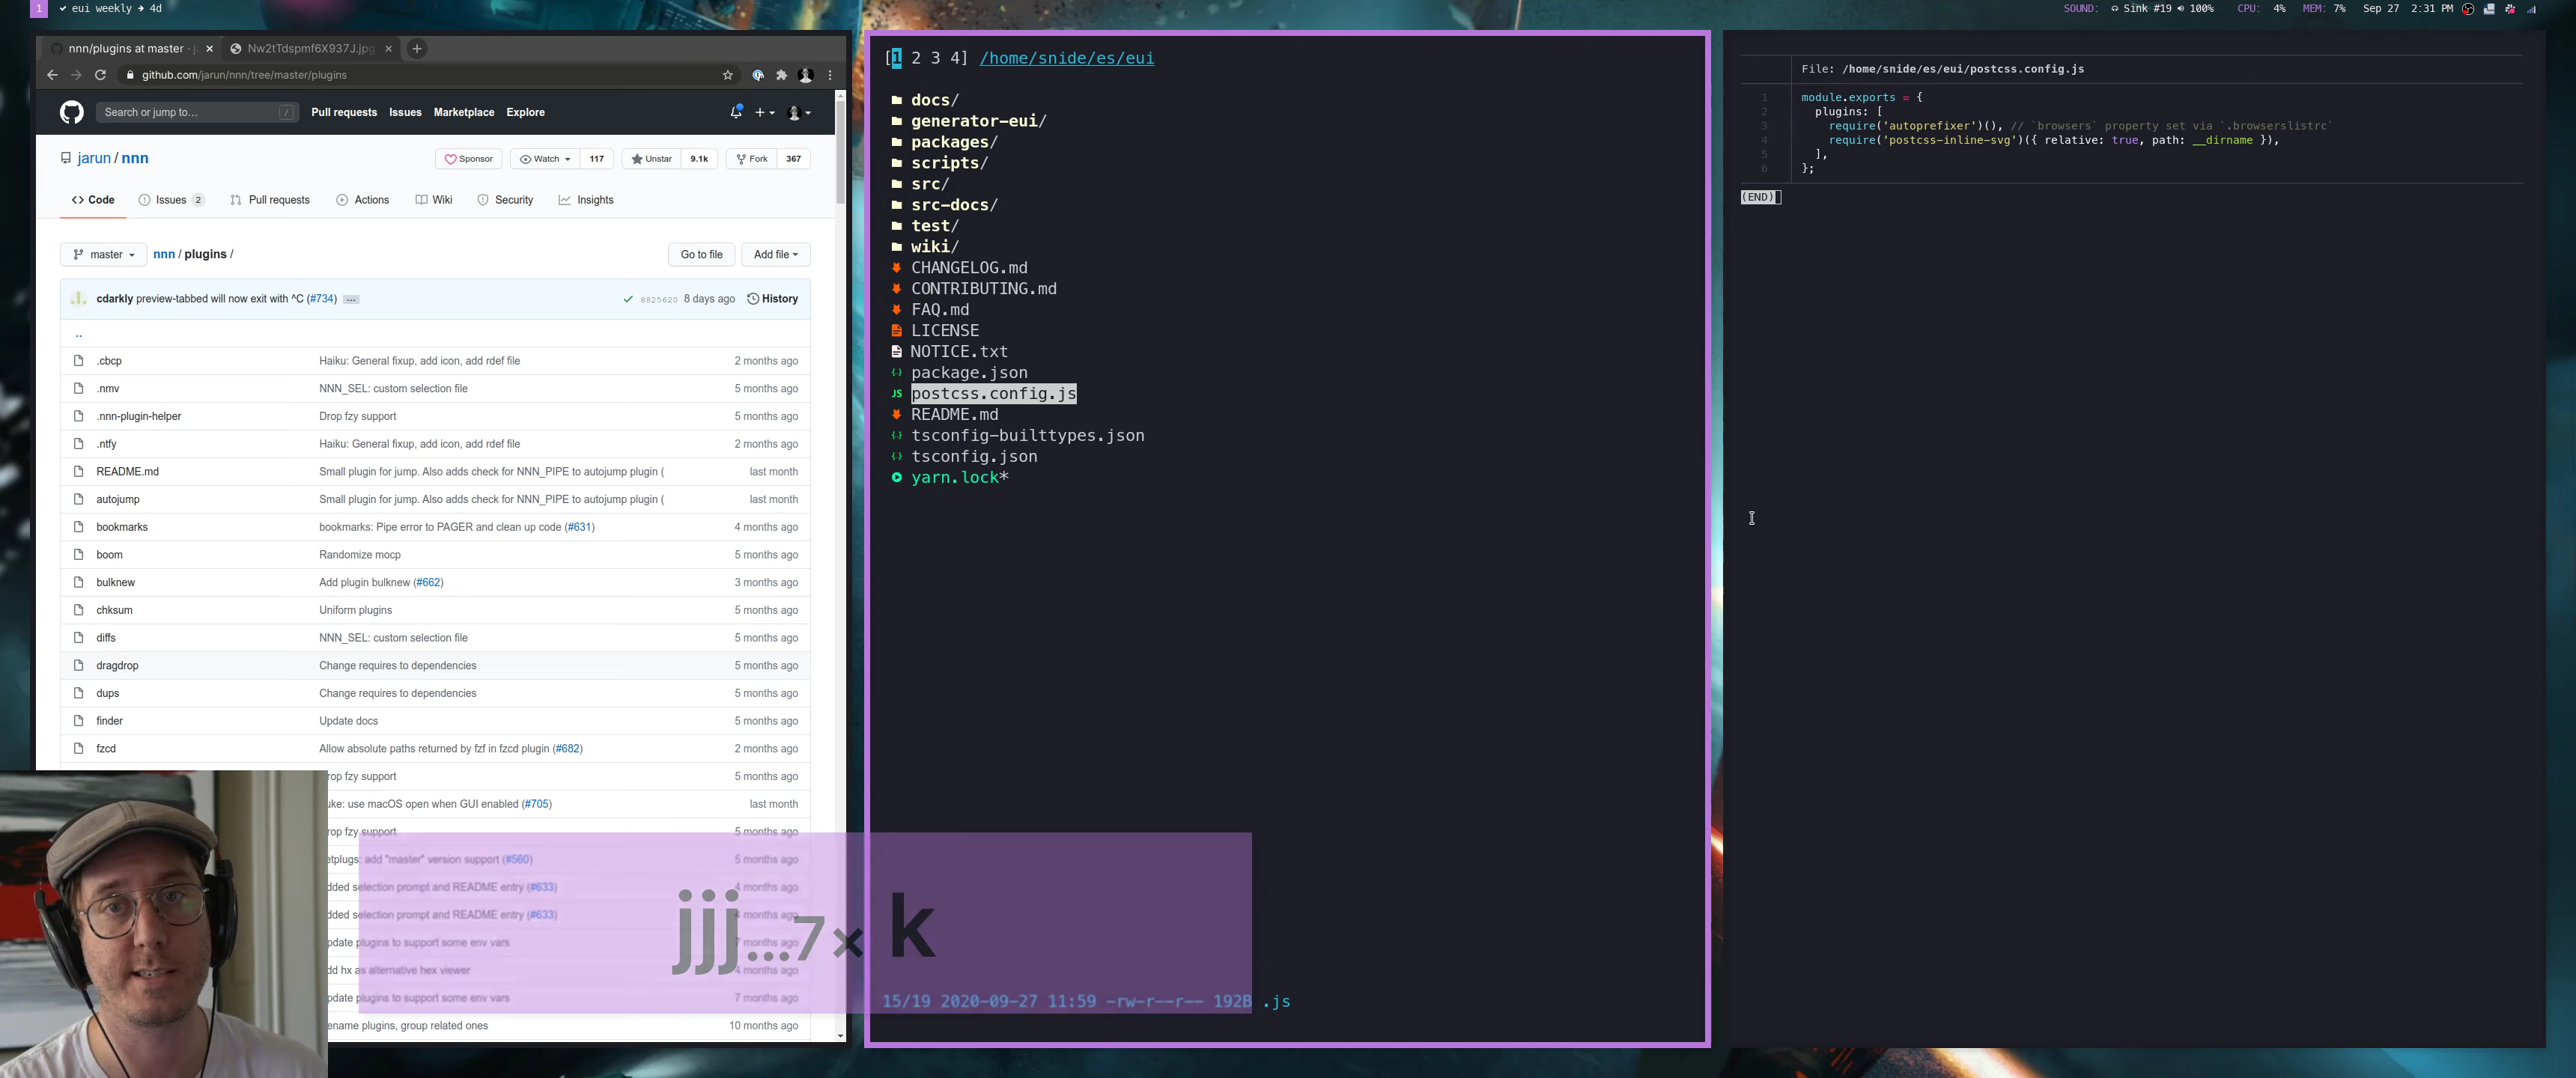 1 ✔ eui weekly → 4d
SOUND: Sink #19 100% CPU: 4% MEM: 7% Sep 27 2:31 PM
nnn/plugins at master · j
Nw2tTdspmf6X937J.jpg
github.com/jarun/nnn/tree/master/plugins
Search or jump to… / Pull requests Issues Marketplace Explore
jarun / nnn
Sponsor Watch 117 Unstar 9.1k Fork 367
Code Issues 2 Pull requests Actions Wiki Security Insights
master nnn / plugins / Go to file Add file
cdarkly preview-tabbed will now exit with ^C (#734) … 8825620 8 days ago History
..
.cbcp Haiku: General fixup, add icon, add rdef file 2 months ago
.nmv NNN_SEL: custom selection file 5 months ago
.nnn-plugin-helper Drop fzy support 5 months ago
.ntfy Haiku: General fixup, add icon, add rdef file 2 months ago
README.md Small plugin for jump. Also adds check for NNN_PIPE to autojump plugin ( last month
autojump Small plugin for jump. Also adds check for NNN_PIPE to autojump plugin ( last month
bookmarks bookmarks: Pipe error to PAGER and clean up code (#631) 4 months ago
boom Randomize mocp 5 months ago
bulknew Add plugin bulknew (#662) 3 months ago
chksum Uniform plugins 5 months ago
diffs NNN_SEL: custom selection file 5 months ago
dragdrop Change requires to dependencies 5 months ago
dups Change requires to dependencies 5 months ago
finder Update docs 5 months ago
fzcd Allow absolute paths returned by fzf in fzcd plugin (#682) 2 months ago
rop fzy support 5 months ago
uke: use macOS open when GUI enabled (#705) last month
rop fzy support 5 months ago
etplugs: add "master" version support (#560) 5 months ago
dded selection prompt and README entry (#633) 4 months ago
dded selection prompt and README entry (#633) 4 months ago
pdate plugins to support some env vars 7 months ago
dd hx as alternative hex viewer 4 months ago
pdate plugins to support some env vars 7 months ago
ename plugins, group related ones 10 months ago
jjj...7× k
[1 2 3 4] /home/snide/es/eui
docs/
generator-eui/
packages/
scripts/
src/
src-docs/
test/
wiki/
CHANGELOG.md
CONTRIBUTING.md
FAQ.md
LICENSE
NOTICE.txt
package.json
JS postcss.config.js
README.md
tsconfig-builttypes.json
tsconfig.json
yarn.lock*
15/19 2020-09-27 11:59 -rw-r--r-- 192B .js
File: /home/snide/es/eui/postcss.config.js
1 module.exports = {
2 plugins: [
3 require('autoprefixer')(), // `browsers` property set via `.browserslistrc`
4 require('postcss-inline-svg')({ relative: true, path: __dirname }),
5 ],
6 };
(END)